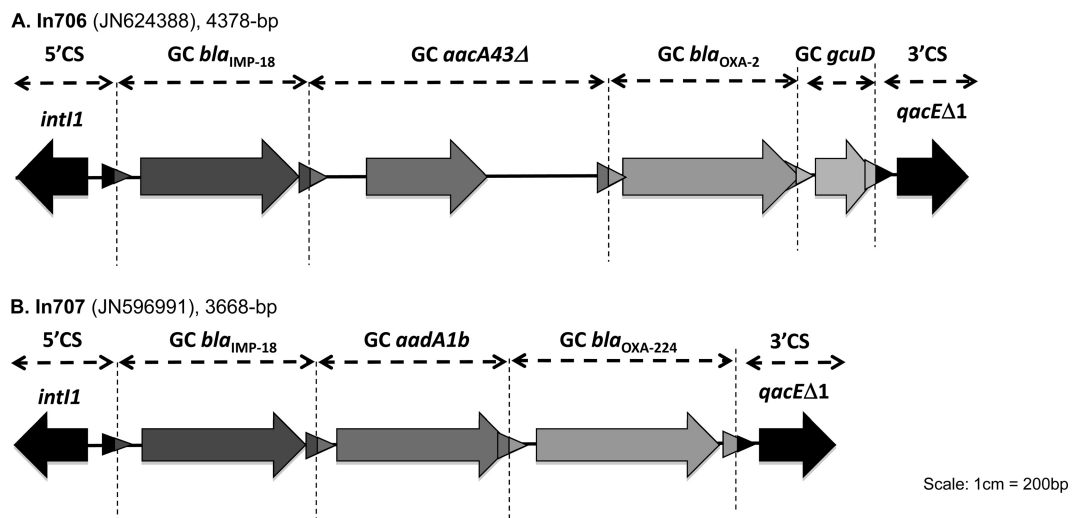 A. In706 (JN624388), 4378-bp
5’CS GC blaIMP-18 GC aacA43Δ GC blaOXA-2 GC gcuD 3’CS
intI1 qacEΔ1
B. In707 (JN596991), 3668-bp
5’CS GC blaIMP-18 GC aadA1b GC blaOXA-224 3’CS
intI1 qacEΔ1
Scale: 1cm = 200bp